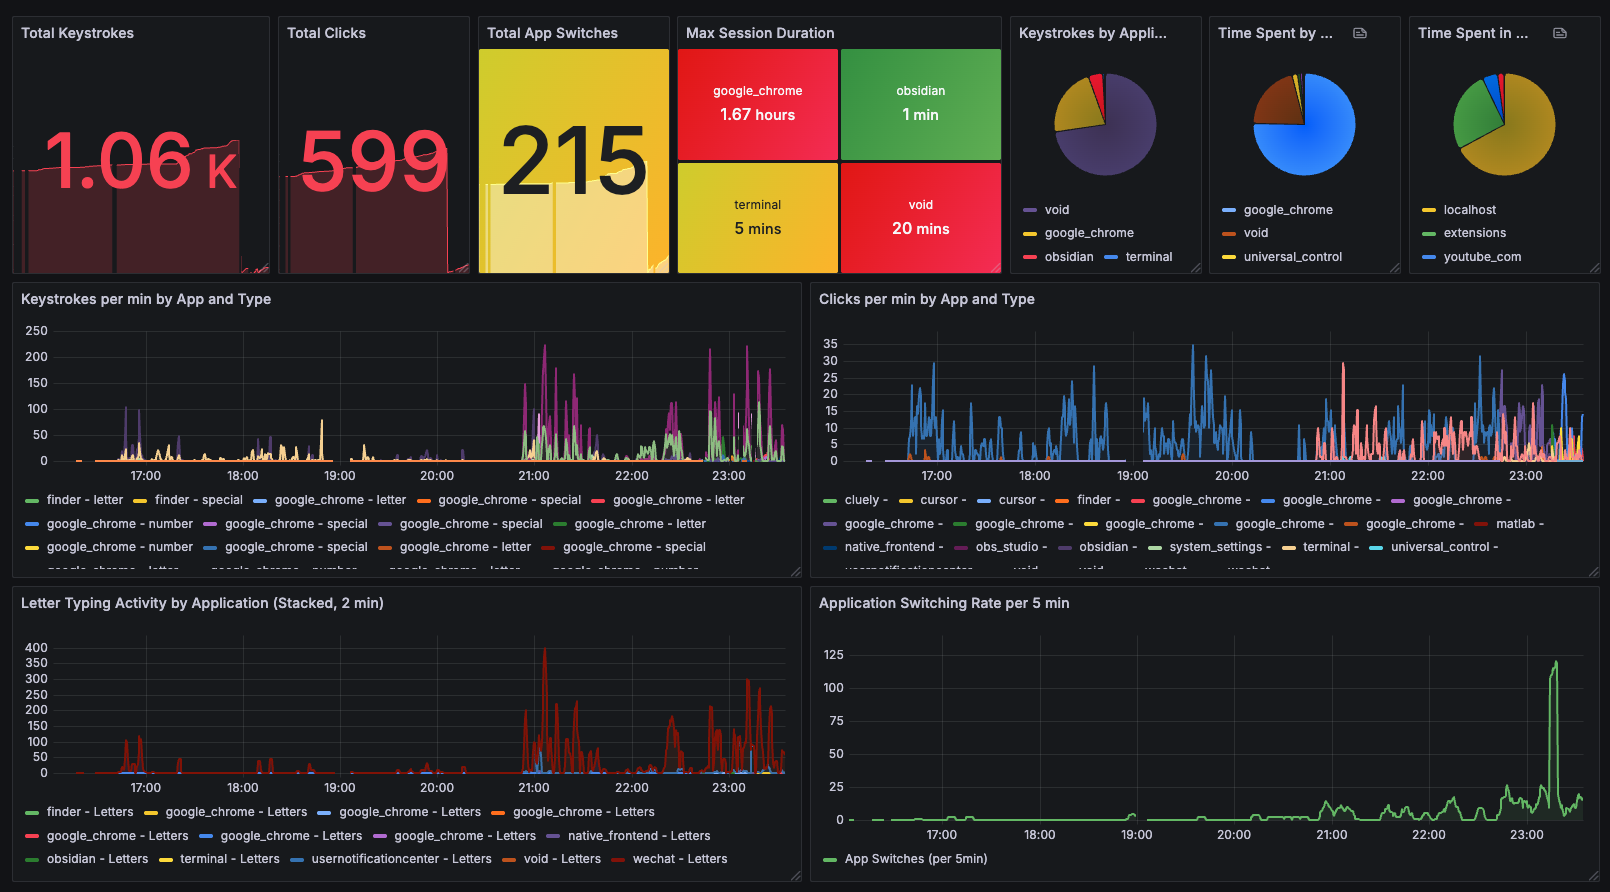 Total Keystrokes
1.06 K
Total Clicks
599
Total App Switches
215
Max Session Duration
google_chrome
1.67 hours
obsidian
1 min
terminal
5 mins
void
20 mins
Keystrokes by Appli...
void
google_chrome
obsidian terminal
Time Spent by ...
google_chrome
void
universal_control
Time Spent in ...
localhost
extensions
youtube_com
Keystrokes per min by App and Type
250
200
150
100
50
0
17:00 18:00 19:00 20:00 21:00 22:00 23:00
finder - letter finder - special google_chrome - letter google_chrome - special google_chrome - letter
google_chrome - number google_chrome - special google_chrome - special google_chrome - letter
google_chrome - number google_chrome - special google_chrome - letter google_chrome - special
Clicks per min by App and Type
35
30
25
20
15
10
5
0
17:00 18:00 19:00 20:00 21:00 22:00 23:00
cluely - cursor - cursor - finder - google_chrome - google_chrome - google_chrome -
google_chrome - google_chrome - google_chrome - google_chrome - google_chrome - matlab -
native_frontend - obs_studio - obsidian - system_settings - terminal - universal_control -
Letter Typing Activity by Application (Stacked, 2 min)
400
350
300
250
200
150
100
50
0
17:00 18:00 19:00 20:00 21:00 22:00 23:00
finder - Letters google_chrome - Letters google_chrome - Letters google_chrome - Letters
google_chrome - Letters google_chrome - Letters google_chrome - Letters native_frontend - Letters
obsidian - Letters terminal - Letters usernotificationcenter - Letters void - Letters wechat - Letters
Application Switching Rate per 5 min
125
100
75
50
25
0
17:00 18:00 19:00 20:00 21:00 22:00 23:00
App Switches (per 5min)